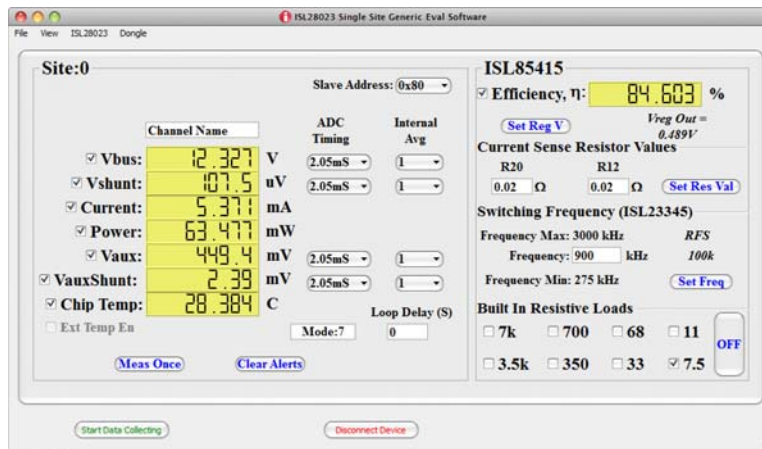 ISL28023 Single Site Generic Eval Software
File View ISL28023 Dongle
Site:0
Slave Address: 0x80
Channel Name
ADC Timing
Internal Avg
Vbus: 12.327 V 2.05mS 1
Vshunt: 107.5 uV 2.05mS 1
Current: 5.371 mA
Power: 63.477 mW
Vaux: 449.4 mV 2.05mS 1
VauxShunt: 2.39 mV 2.05mS 1
Chip Temp: 28.384 C
Loop Delay (S)
Ext Temp En
Mode:7 0
Meas Once Clear Alerts
ISL85415
Efficiency, η: 84.603 %
Set Reg V
Vreg Out = 0.489V
Current Sense Resistor Values
R20 R12
0.02 Ω 0.02 Ω Set Res Val
Switching Frequency (ISL23345)
Frequency Max: 3000 kHz RFS
Frequency: 900 kHz 100k
Frequency Min: 275 kHz Set Freq
Built In Resistive Loads
7k 700 68 11
OFF
3.5k 350 33 7.5
Start Data Collecting Disconnect Device